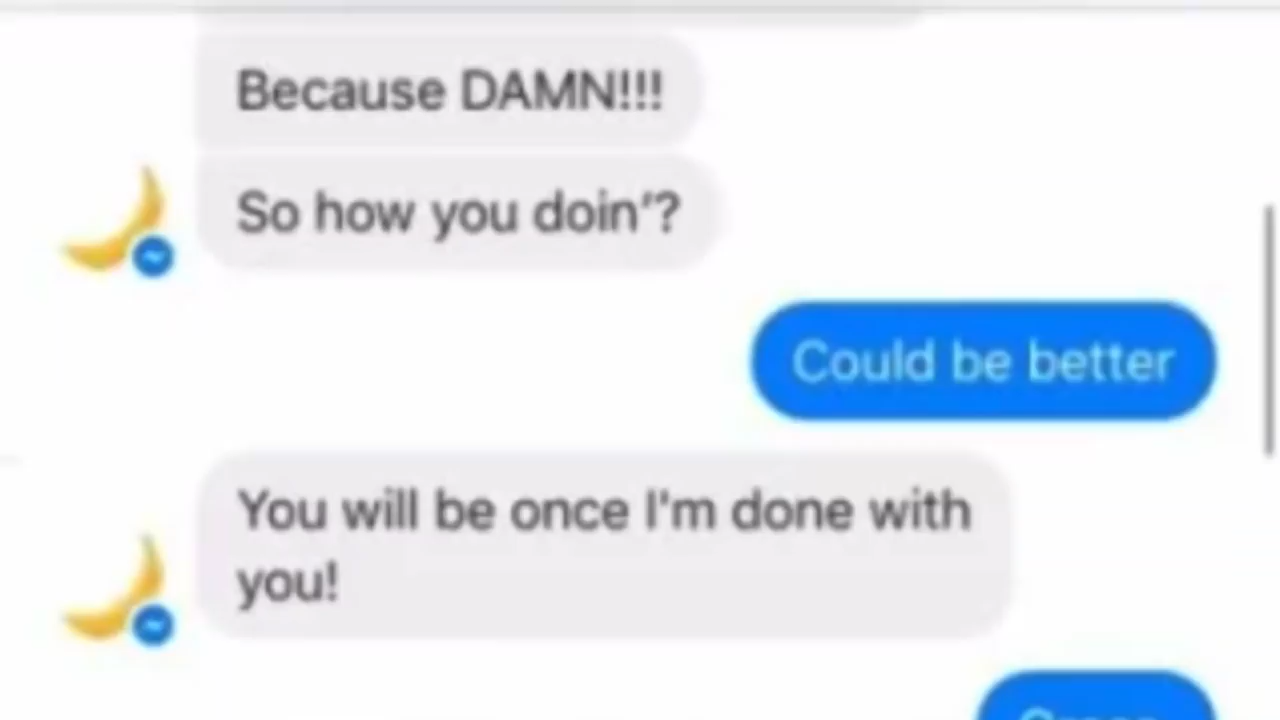 Because DAMN!!!
So how you doin’?
Could be better
You will be once I'm done with
you!